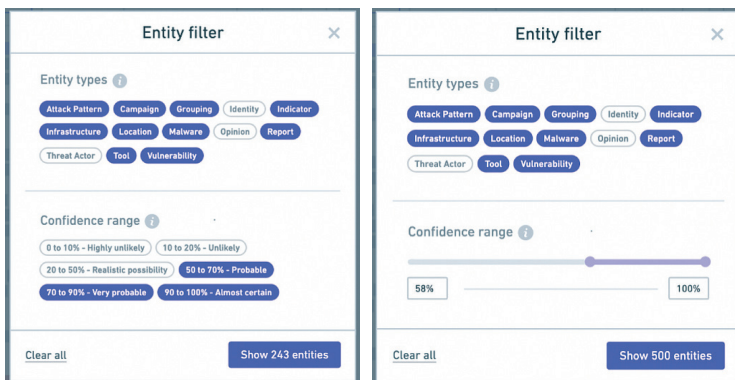 Entity filter
Entity types
Attack Pattern Campaign Grouping Identity Indicator
Infrastructure Location Malware Opinion Report
Threat Actor Tool Vulnerability
Confidence range
0 to 10% - Highly unlikely 10 to 20% - Unlikely
20 to 50% - Realistic possibility 50 to 70% - Probable
70 to 90% - Very probable 90 to 100% - Almost certain
Clear all Show 243 entities
Entity filter
Entity types
Attack Pattern Campaign Grouping Identity Indicator
Infrastructure Location Malware Opinion Report
Threat Actor Tool Vulnerability
Confidence range
58% 100%
Clear all Show 500 entities